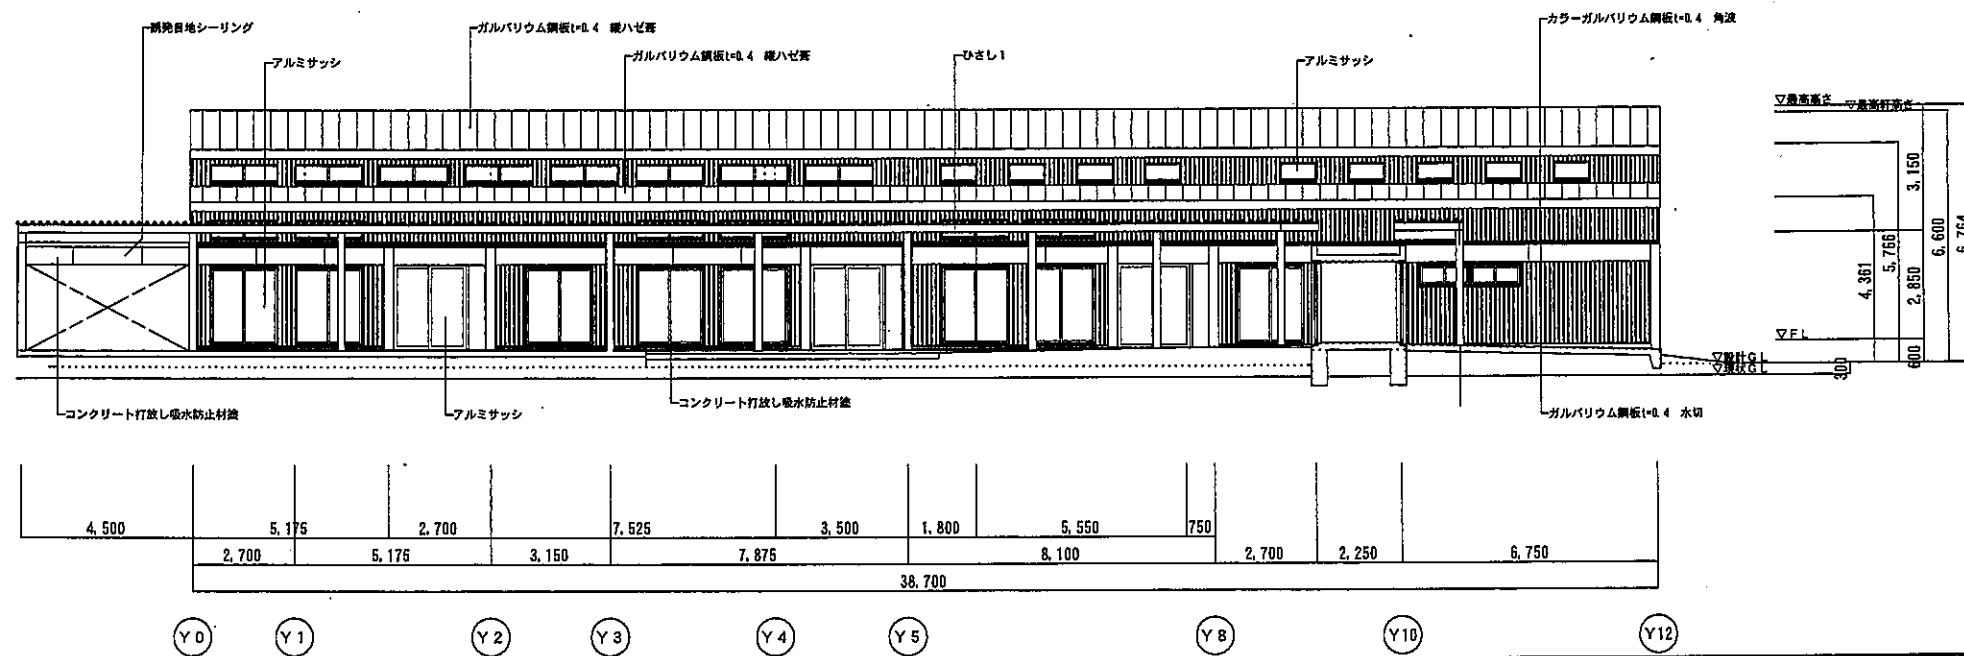 誘発目地シーリング
ガルバリウム鋼板t=0.4 縦ハゼ葺
カラーガルバリウム鋼板t=0.4 角波
アルミサッシ
ガルバリウム鋼板t=0.4 縦ハゼ葺
ひさし1
アルミサッシ
▽最高高さ
▽最高軒高さ
3,150
6,600
6,764
5,766
4,361
2,850
▽FL
▽設計GL
▽現状GL
300
600
コンクリート打放し吸水防止材塗
アルミサッシ
コンクリート打放し吸水防止材塗
ガルバリウム鋼板t=0.4 水切
4,500 5,175 2,700 7,525 3,500 1,800 5,550 750
2,700 5,175 3,150 7,875 8,100 2,700 2,250 6,750
38,700
Y0 Y1 Y2 Y3 Y4 Y5 Y8 Y10 Y12